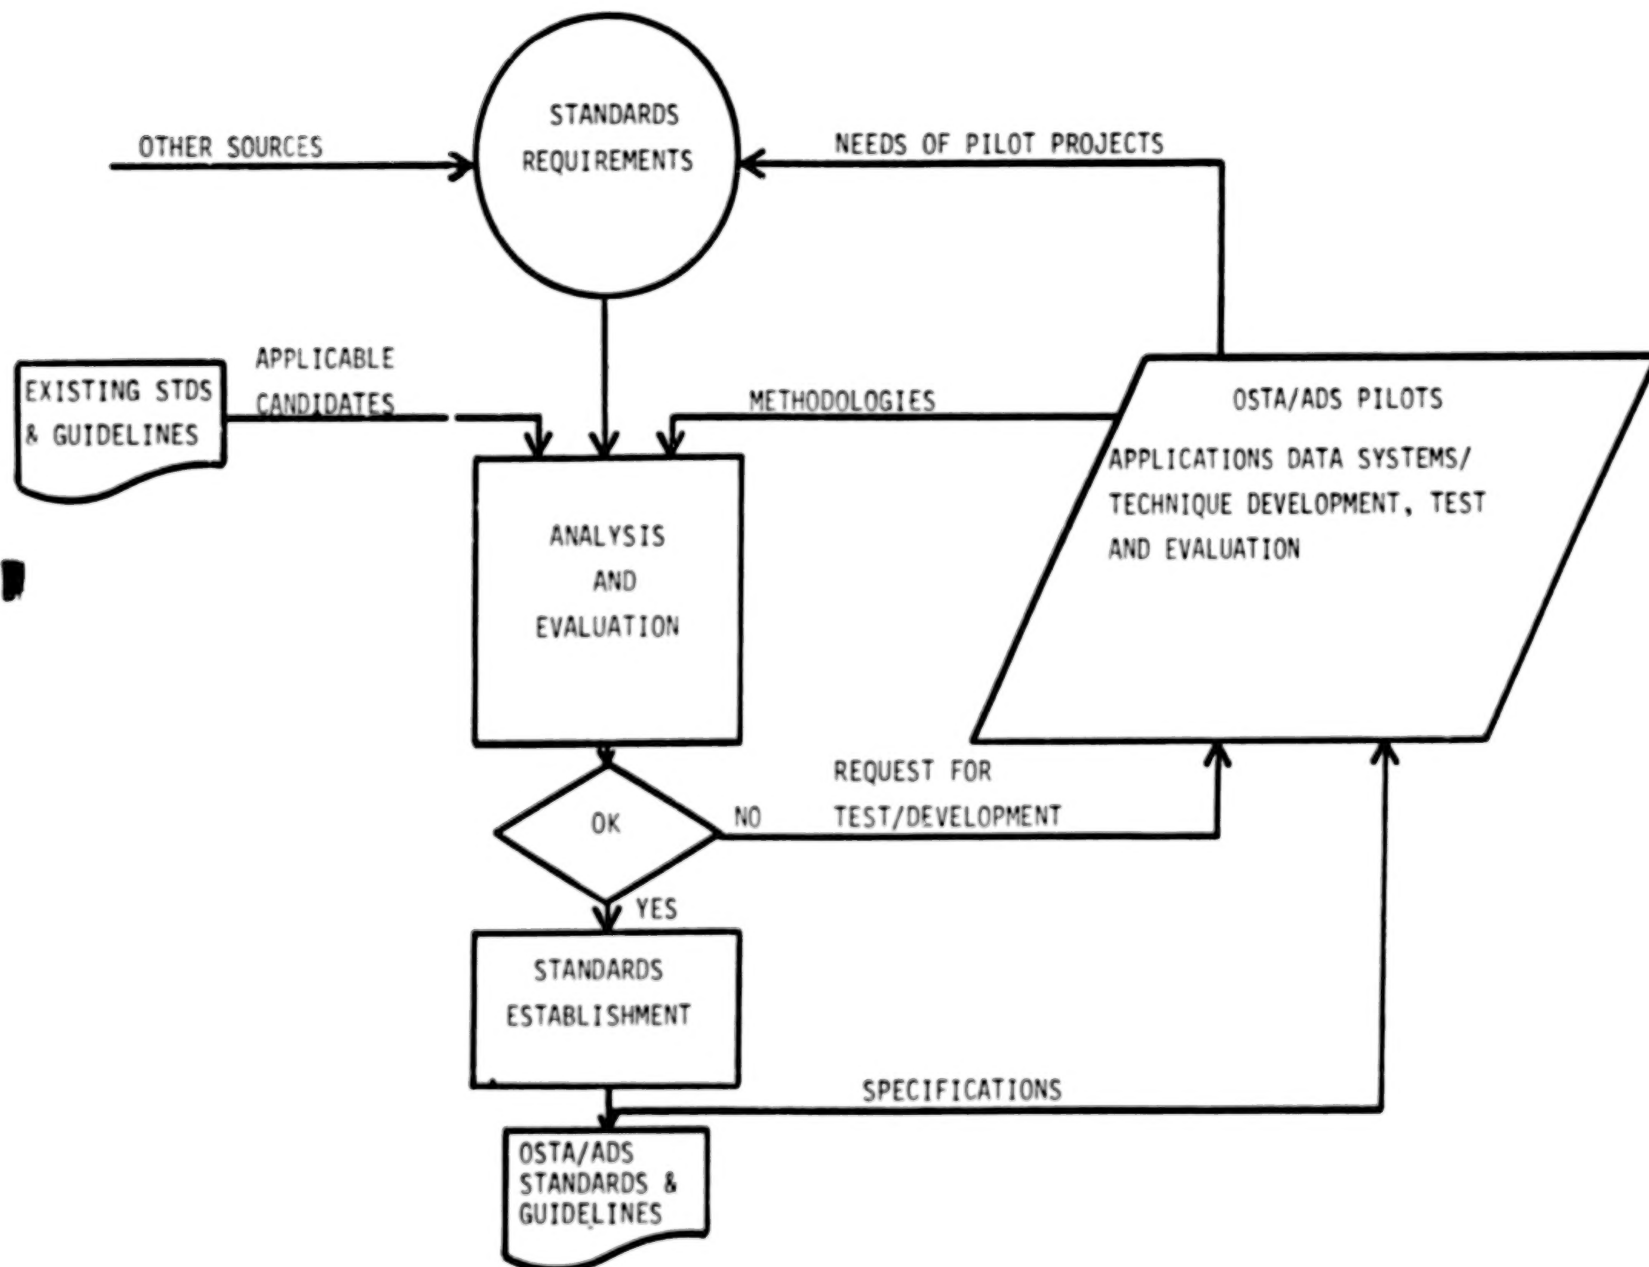 STANDARDS
REQUIREMENTS
OTHER SOURCES
NEEDS OF PILOT PROJECTS
EXISTING STDS
& GUIDELINES
APPLICABLE
CANDIDATES
METHODOLOGIES
OSTA/ADS PILOTS
APPLICATIONS DATA SYSTEMS/
TECHNIQUE DEVELOPMENT, TEST
AND EVALUATION
ANALYSIS
AND
EVALUATION
OK
NO
REQUEST FOR
TEST/DEVELOPMENT
YES
STANDARDS
ESTABLISHMENT
SPECIFICATIONS
OSTA/ADS
STANDARDS &
GUIDELINES